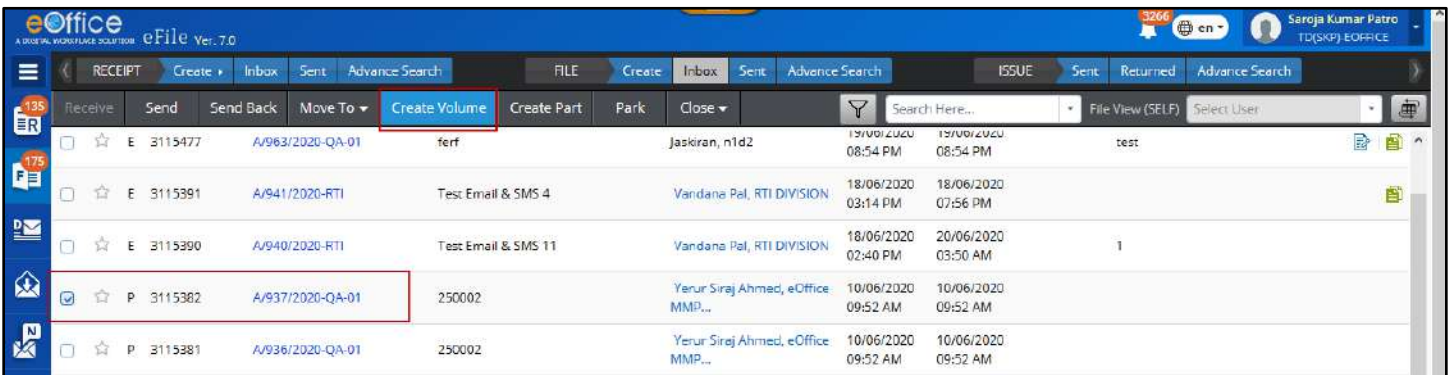 eOffice
A DIGITAL WORKPLACE SOLUTION eFile Ver. 7.0
3266
en
Saroja Kumar Patro
TD(SKP)-EOFFICE
RECEIPT Create Inbox Sent Advance Search FILE Create Inbox Sent Advance Search ISSUE Sent Returned Advance Search
135
R
Receive Send Send Back Move To Create Volume Create Part Park Close Search Here... File View (SELF) Select User
E 3115477 A/963/2020-QA-01 ferf Jaskiran, n1d2 19/06/2020 08:54 PM 19/06/2020 08:54 PM test
175
F
E 3115391 A/941/2020-RTI Test Email & SMS 4 Vandana Pal, RTI DIVISION 18/06/2020 03:14 PM 18/06/2020 07:56 PM
D
E 3115390 A/940/2020-RTI Test Email & SMS 11 Vandana Pal, RTI DIVISION 18/06/2020 02:40 PM 20/06/2020 03:50 AM 1
P 3115382 A/937/2020-QA-01 250002 Yerur Siraj Ahmed, eOffice MMP... 10/06/2020 09:52 AM 10/06/2020 09:52 AM
N
P 3115381 A/936/2020-QA-01 250002 Yerur Siraj Ahmed, eOffice MMP... 10/06/2020 09:52 AM 10/06/2020 09:52 AM